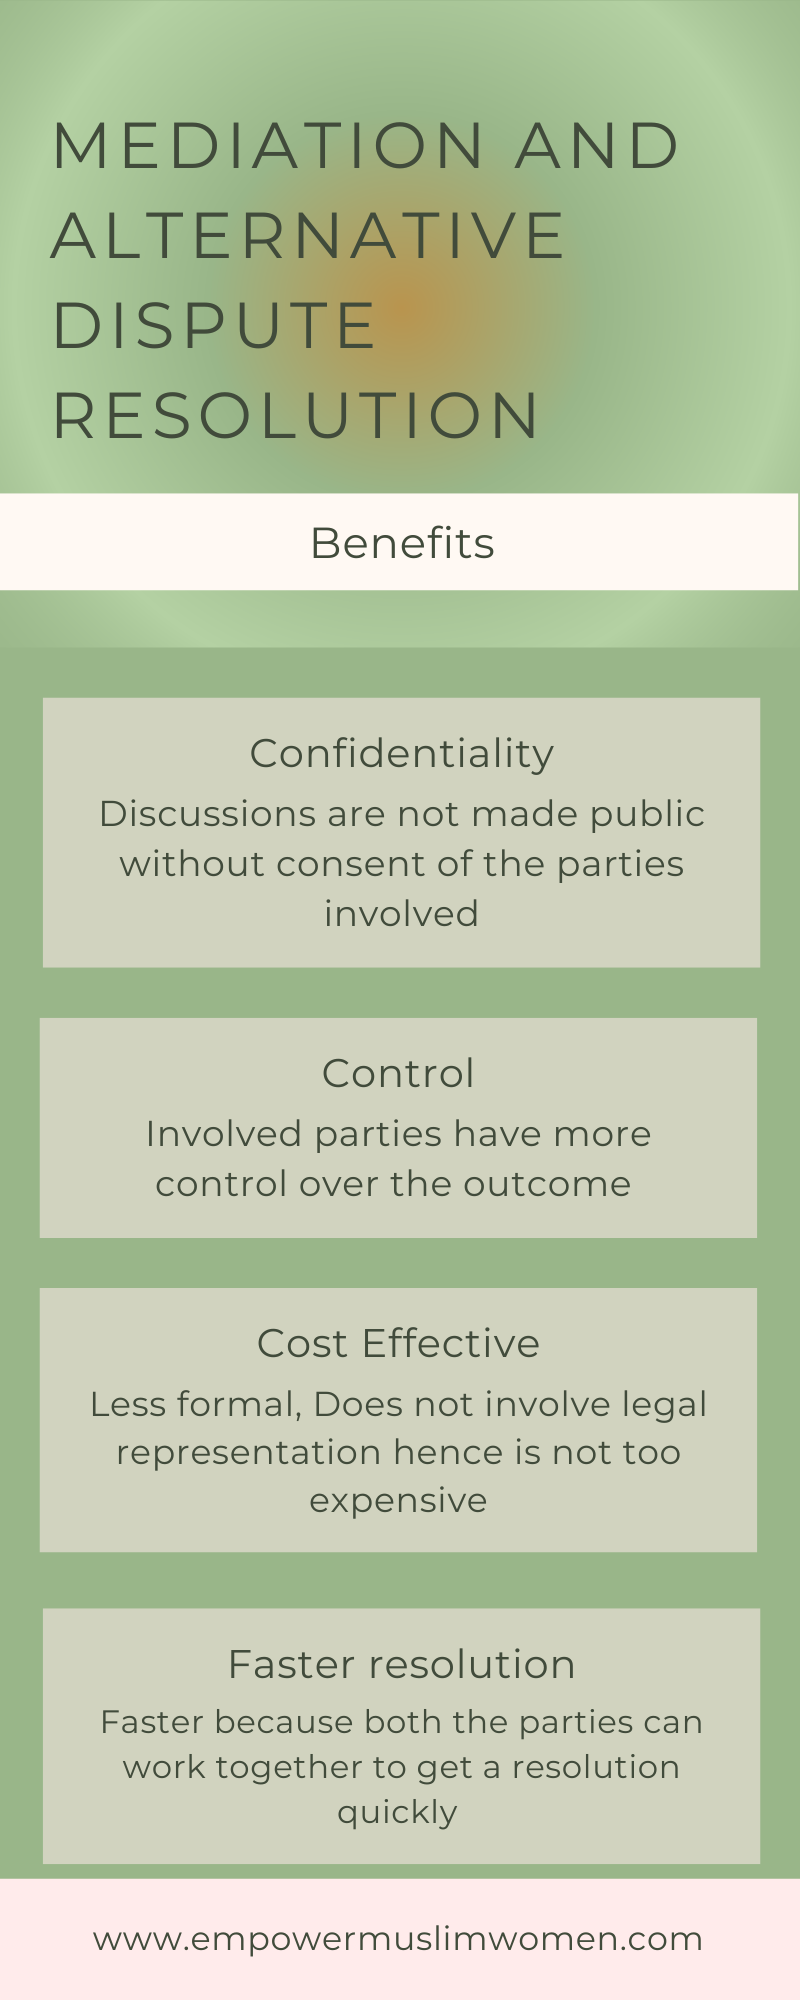 MEDIATION AND
ALTERNATIVE
DISPUTE
RESOLUTION
Benefits
Confidentiality
Discussions are not made public
without consent of the parties
involved
Control
Involved parties have more
control over the outcome
Cost Effective
Less formal, Does not involve legal
representation hence is not too
expensive
Faster resolution
Faster because both the parties can
work together to get a resolution
quickly
www.empowermuslimwomen.com